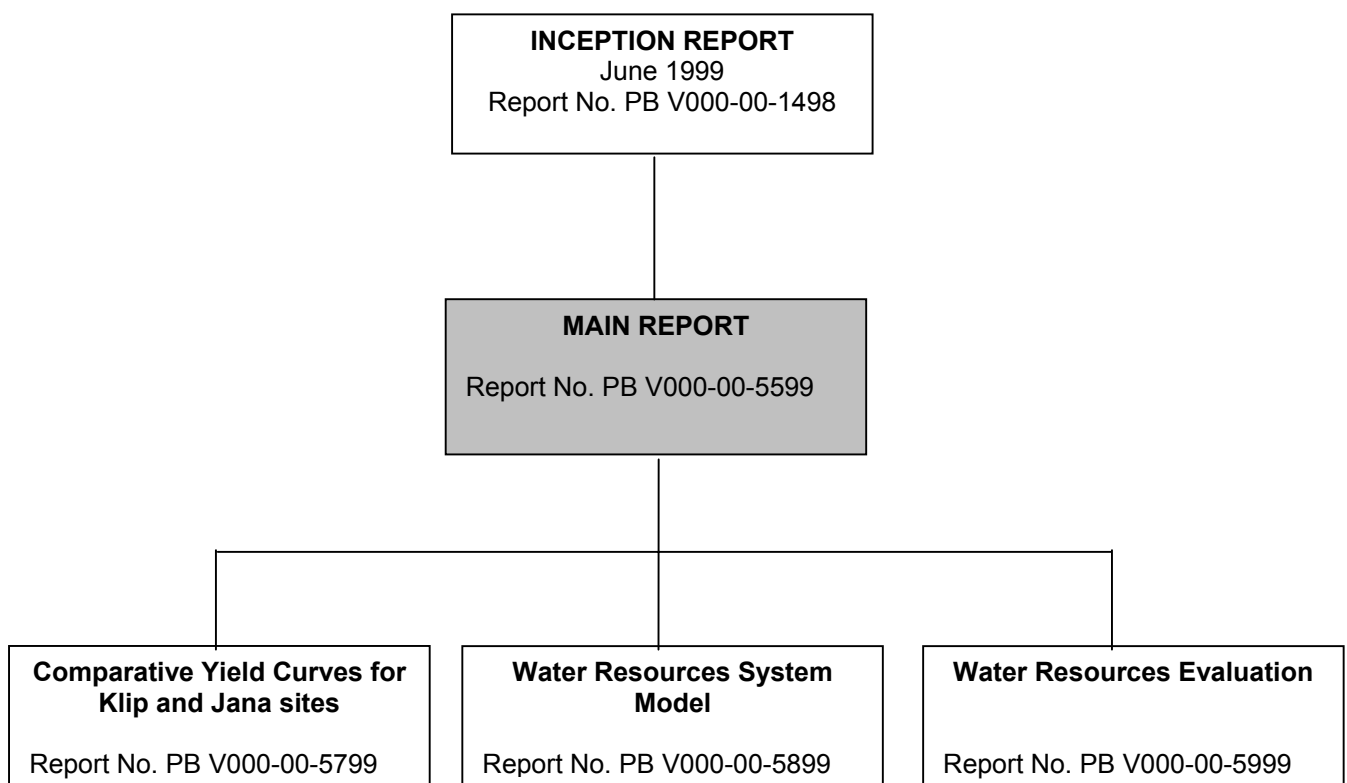 INCEPTION REPORT
June 1999
Report No. PB V000-00-1498
MAIN REPORT
Report No. PB V000-00-5599
Comparative Yield Curves for
Klip and Jana sites
Report No. PB V000-00-5799
Water Resources System
Model
Report No. PB V000-00-5899
Water Resources Evaluation
Report No. PB V000-00-5999